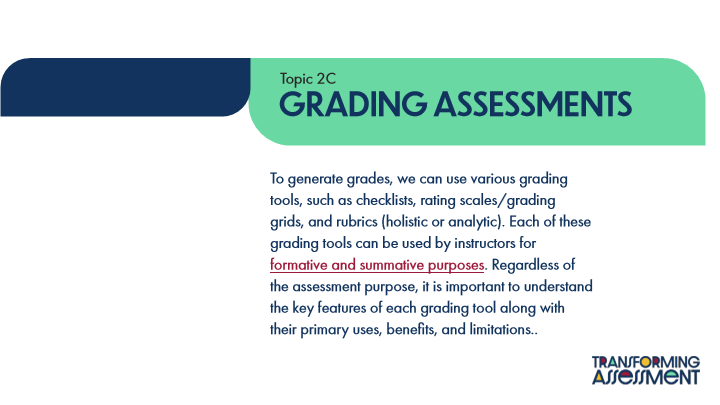 Topic 2C
GRADING ASSESSMENTS
To generate grades, we can use various grading
tools, such as checklists, rating scales/grading
grids, and rubrics (holistic or analytic). Each of these
grading tools can be used by instructors for
formative and summative purposes. Regardless of
the assessment purpose, it is important to understand
the key features of each grading tool along with
their primary uses, benefits, and limitations..
TRANSFORMING
ASSESSMENT